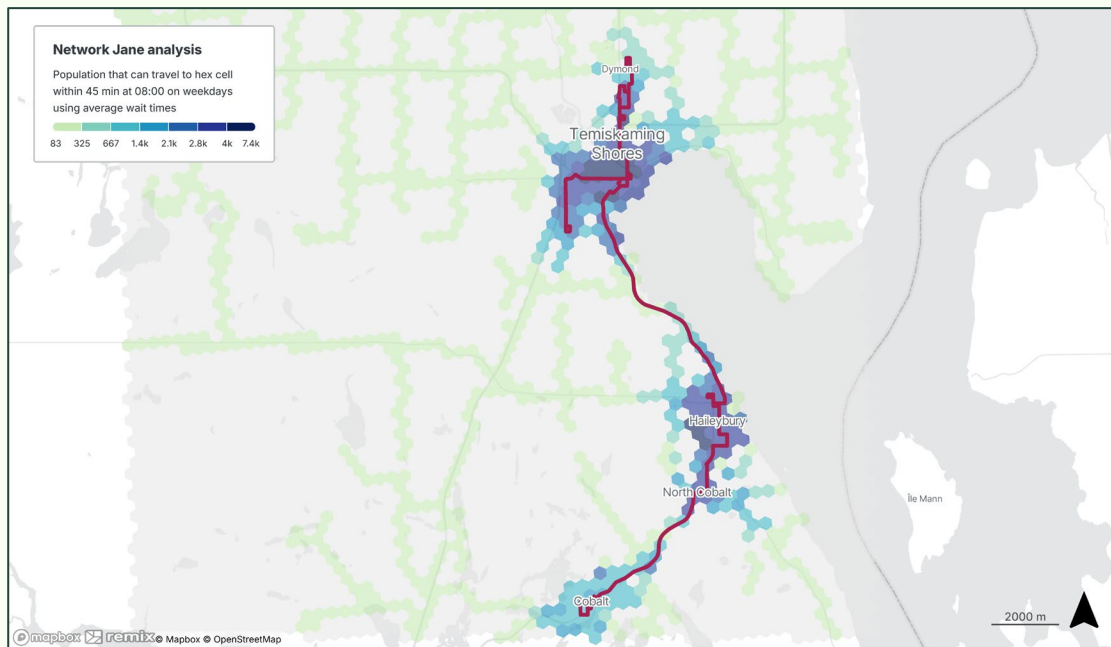 Network Jane analysis
Population that can travel to hex cell
within 45 min at 08:00 on weekdays
using average wait times
83 325 667 1.4k 2.1k 2.8k 4k 7.4k
Dymond
Temiskaming
Shores
Haileybury
North Cobalt
Île Mann
Cobalt
2000 m
mapbox remix © Mapbox © OpenStreetMap